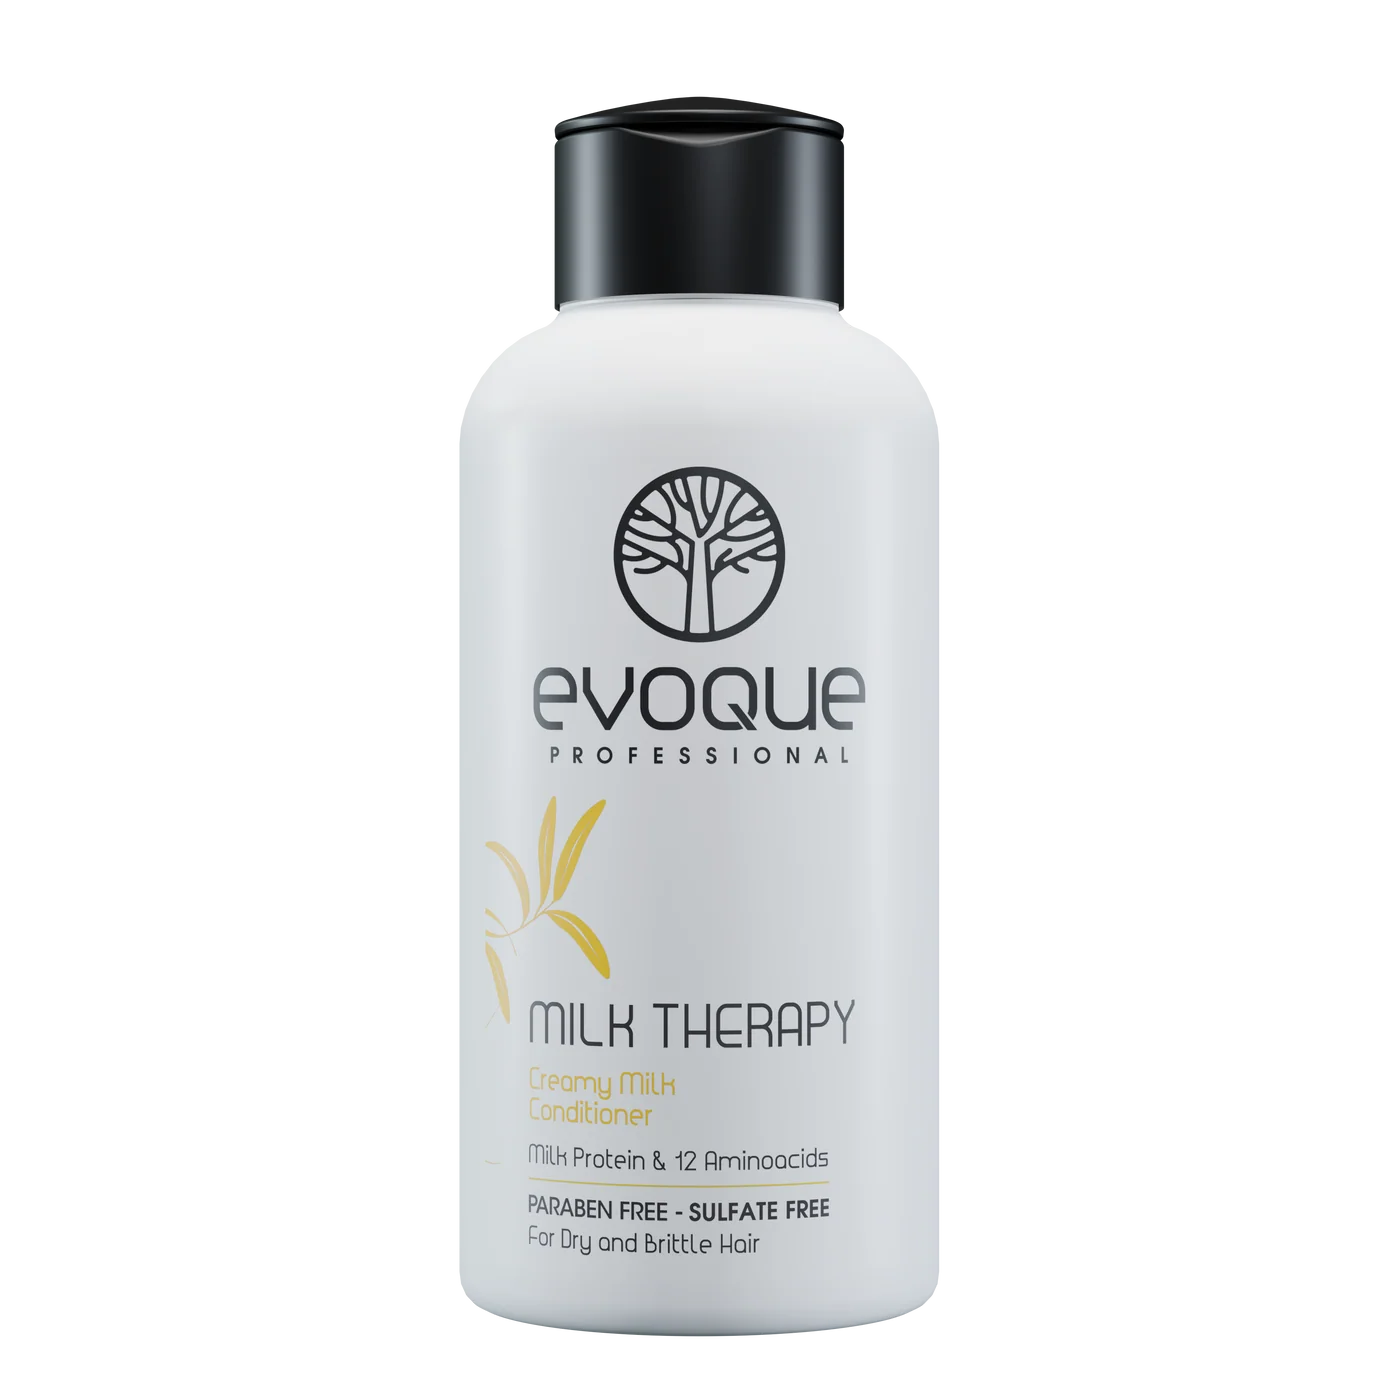 evoque
PROFESSIONAL
MILK THERAPY
Creamy Milk
Conditioner
Milk Protein & 12 Aminoacids
PARABEN FREE - SULFATE FREE
For Dry and Brittle Hair